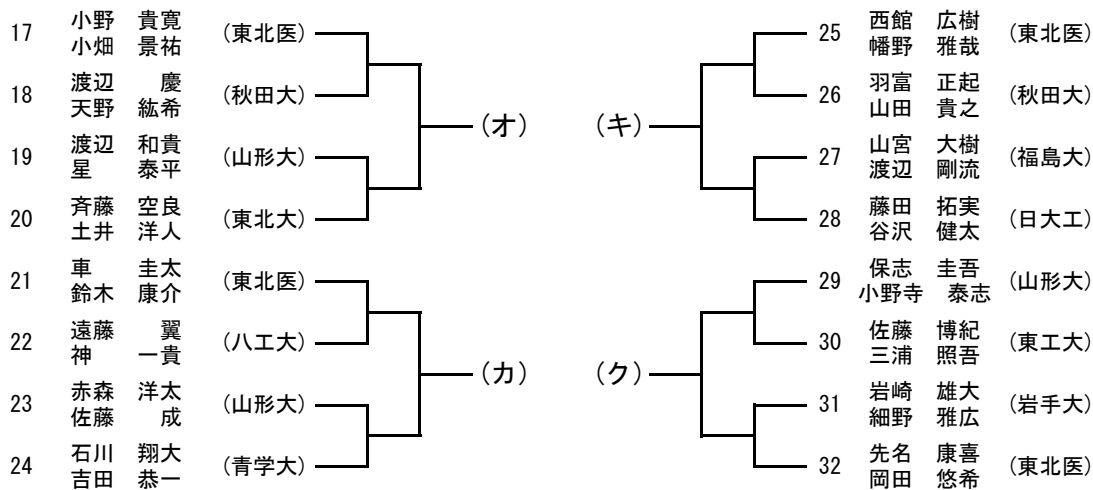 小野　貴寛
17　（東北医）
小畑　景祐
渡辺　　慶
18　（秋田大）
天野　紘希
（オ）
渡辺　和貴
19　（山形大）
星　　泰平
斉藤　空良
20　（東北大）
土井　洋人
車　　圭太
21　（東北医）
鈴木　康介
遠藤　　翼
22　（八工大）
神　　一貴
（カ）
赤森　洋太
23　（山形大）
佐藤　　成
石川　翔大
24　（青学大）
吉田　恭一
西館　広樹
25　（東北医）
幡野　雅哉
羽富　正起
26　（秋田大）
山田　貴之
（キ）
山宮　大樹
27　（福島大）
渡辺　剛流
藤田　拓実
28　（日大工）
谷沢　健太
保志　圭吾
29　（山形大）
小野寺　泰志
佐藤　博紀
30　（東工大）
三浦　照吾
（ク）
岩崎　雄大
31　（岩手大）
細野　雅広
先名　康喜
32　（東北医）
岡田　悠希